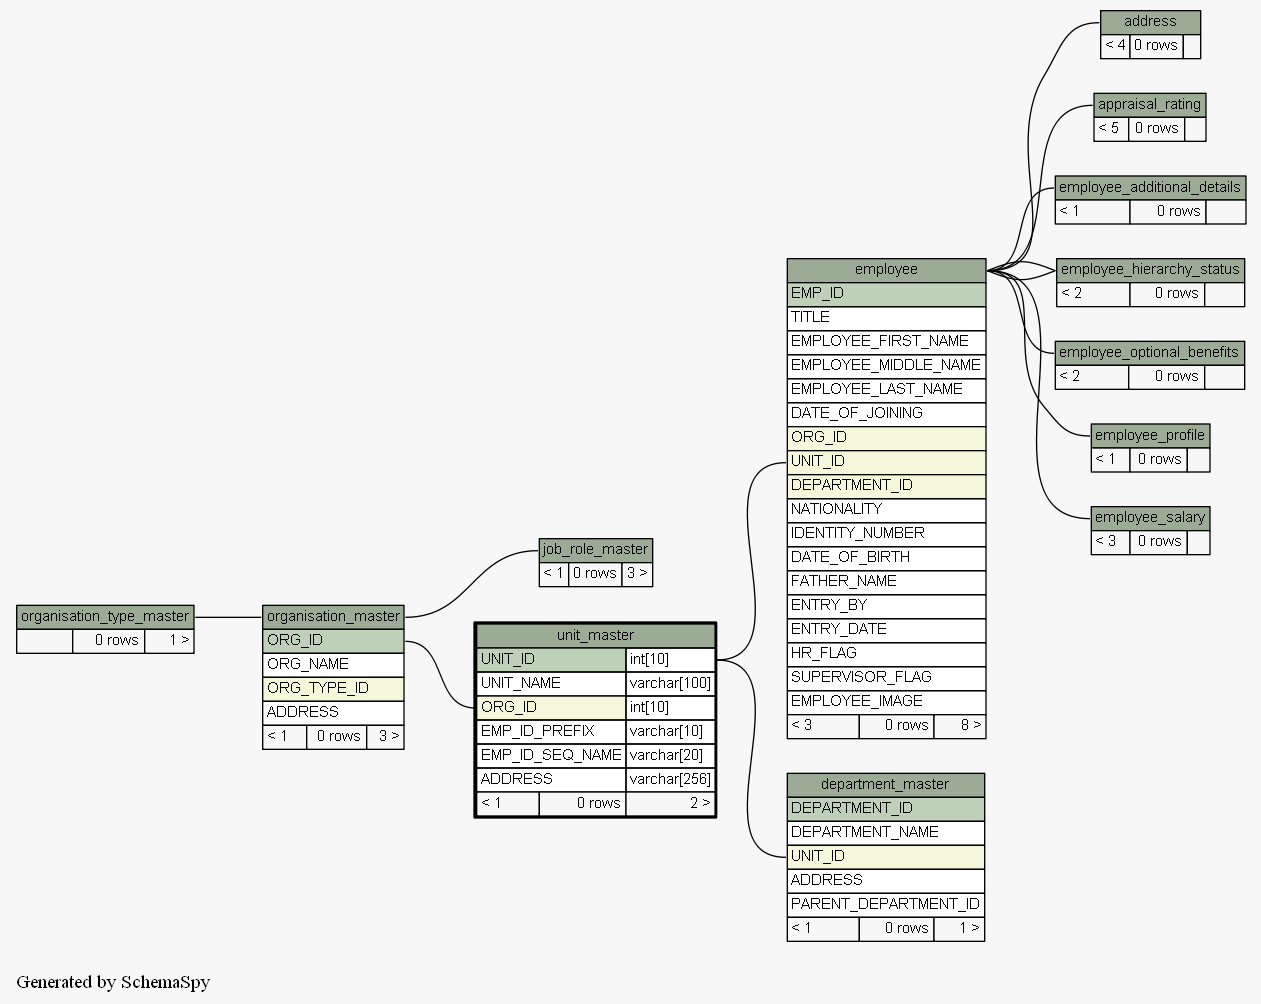 address
< 4 0 rows
appraisal_rating
< 5 0 rows
employee_additional_details
< 1 0 rows
employee_hierarchy_status
< 2 0 rows
employee_optional_benefits
< 2 0 rows
employee_profile
< 1 0 rows
employee_salary
< 3 0 rows
employee
EMP_ID
TITLE
EMPLOYEE_FIRST_NAME
EMPLOYEE_MIDDLE_NAME
EMPLOYEE_LAST_NAME
DATE_OF_JOINING
ORG_ID
UNIT_ID
DEPARTMENT_ID
NATIONALITY
IDENTITY_NUMBER
DATE_OF_BIRTH
FATHER_NAME
ENTRY_BY
ENTRY_DATE
HR_FLAG
SUPERVISOR_FLAG
EMPLOYEE_IMAGE
< 3 0 rows 8 >
job_role_master
< 1 0 rows 3 >
organisation_type_master
0 rows 1 >
organisation_master
ORG_ID
ORG_NAME
ORG_TYPE_ID
ADDRESS
< 1 0 rows 3 >
unit_master
UNIT_ID int[10]
UNIT_NAME varchar[100]
ORG_ID int[10]
EMP_ID_PREFIX varchar[10]
EMP_ID_SEQ_NAME varchar[20]
ADDRESS varchar[256]
< 1 0 rows 2 >
department_master
DEPARTMENT_ID
DEPARTMENT_NAME
UNIT_ID
ADDRESS
PARENT_DEPARTMENT_ID
< 1 0 rows 1 >
Generated by SchemaSpy